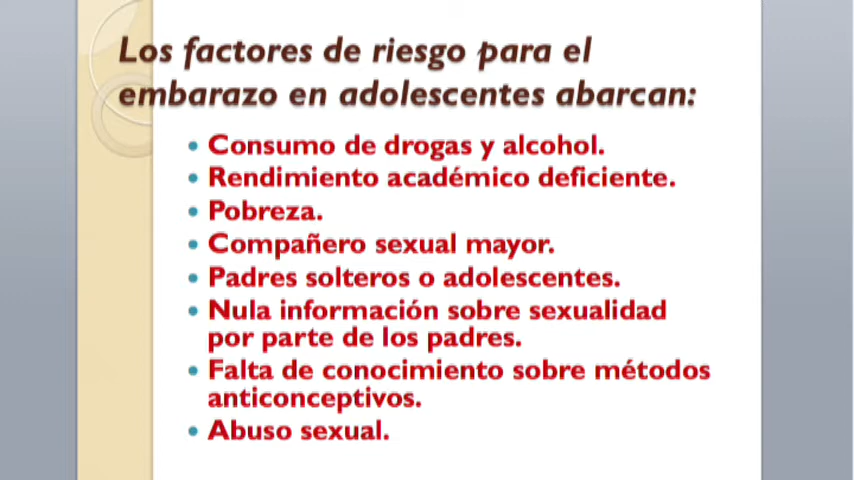 Los factores de riesgo para el
embarazo en adolescentes abarcan:
• Consumo de drogas y alcohol.
• Rendimiento académico deficiente.
• Pobreza.
• Compañero sexual mayor.
• Padres solteros o adolescentes.
• Nula información sobre sexualidad
por parte de los padres.
• Falta de conocimiento sobre métodos
anticonceptivos.
• Abuso sexual.